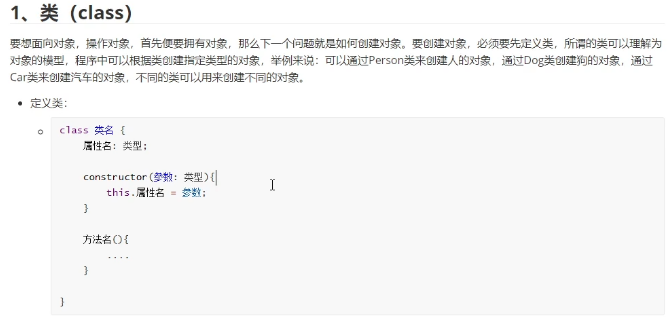 1、类（class）
要想面向对象，操作对象，首先便要拥有对象，那么下一个问题就是如何创建对象。要创建对象，必须要先定义类，所谓的类可以理解为
对象的模型，程序中可以根据类创建指定类型的对象，举例来说：可以通过Person类来创建人的对象，通过Dog类创建狗的对象，通过
Car类来创建汽车的对象，不同的类可以用来创建不同的对象。
定义类：
class 类名 {
属性名: 类型;
constructor(参数: 类型){
this.属性名 = 参数;
}
方法名(){
....
}
}